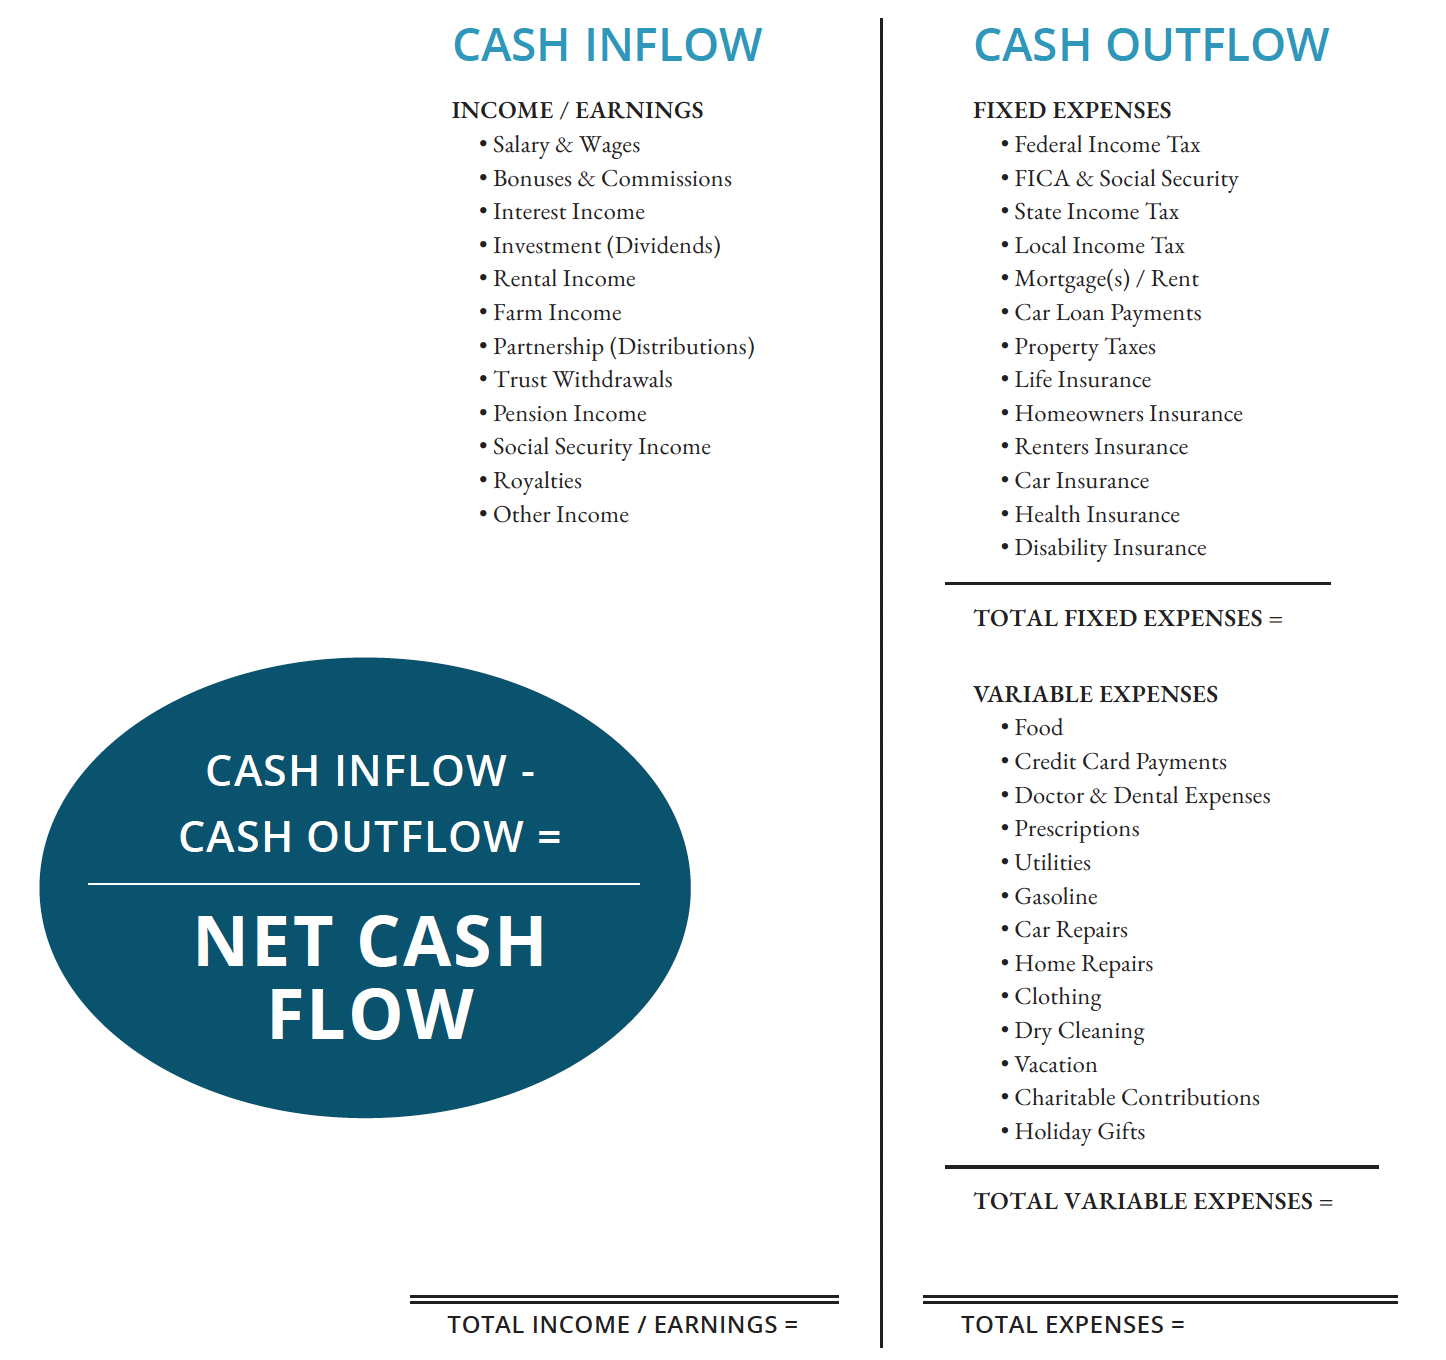 CASH INFLOW
INCOME / EARNINGS
• Salary & Wages
• Bonuses & Commissions
• Interest Income
• Investment (Dividends)
• Rental Income
• Farm Income
• Partnership (Distributions)
• Trust Withdrawals
• Pension Income
• Social Security Income
• Royalties
• Other Income
CASH INFLOW -
CASH OUTFLOW =
NET CASH
FLOW
TOTAL INCOME / EARNINGS =
CASH OUTFLOW
FIXED EXPENSES
• Federal Income Tax
• FICA & Social Security
• State Income Tax
• Local Income Tax
• Mortgage(s) / Rent
• Car Loan Payments
• Property Taxes
• Life Insurance
• Homeowners Insurance
• Renters Insurance
• Car Insurance
• Health Insurance
• Disability Insurance
TOTAL FIXED EXPENSES =
VARIABLE EXPENSES
• Food
• Credit Card Payments
• Doctor & Dental Expenses
• Prescriptions
• Utilities
• Gasoline
• Car Repairs
• Home Repairs
• Clothing
• Dry Cleaning
• Vacation
• Charitable Contributions
• Holiday Gifts
TOTAL VARIABLE EXPENSES =
TOTAL EXPENSES =